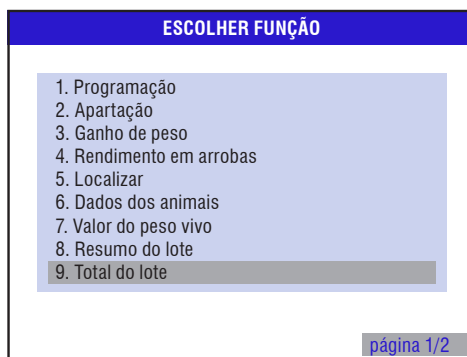 ESCOLHER FUNÇÃO
1. Programação
2. Apartação
3. Ganho de peso
4. Rendimento em arrobas
5. Localizar
6. Dados dos animais
7. Valor do peso vivo
8. Resumo do lote
9. Total do lote
página 1/2